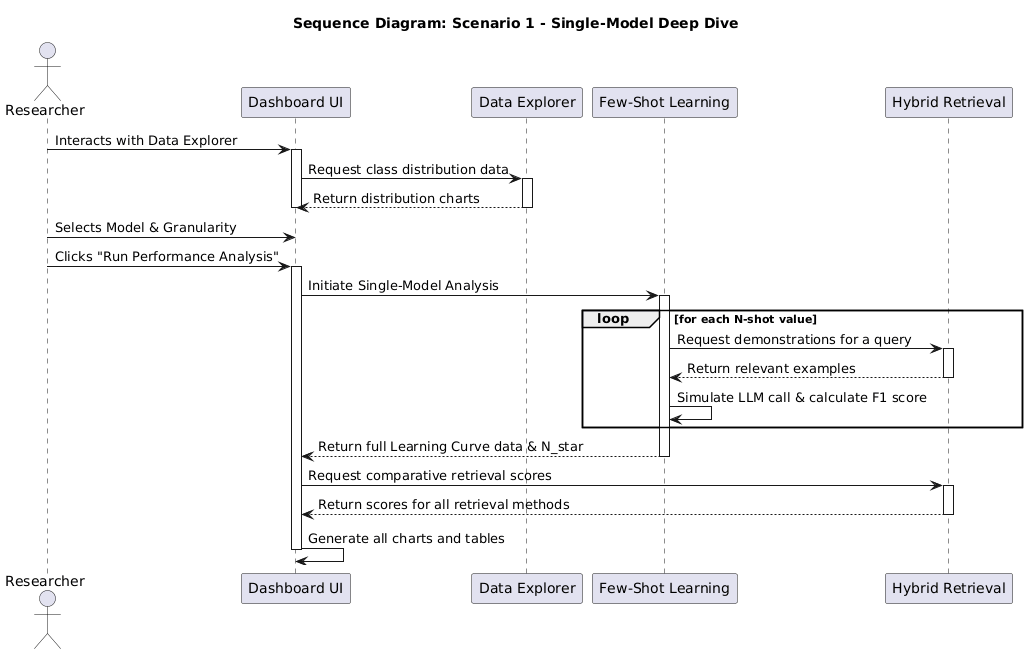 Sequence Diagram: Scenario 1 - Single-Model Deep Dive
Researcher
Dashboard UI
Data Explorer
Few-Shot Learning
Hybrid Retrieval
Interacts with Data Explorer
Request class distribution data
Return distribution charts
Selects Model & Granularity
Clicks "Run Performance Analysis"
Initiate Single-Model Analysis
loop
[for each N-shot value]
Request demonstrations for a query
Return relevant examples
Simulate LLM call & calculate F1 score
Return full Learning Curve data & N_star
Request comparative retrieval scores
Return scores for all retrieval methods
Generate all charts and tables
Researcher
Dashboard UI
Data Explorer
Few-Shot Learning
Hybrid Retrieval